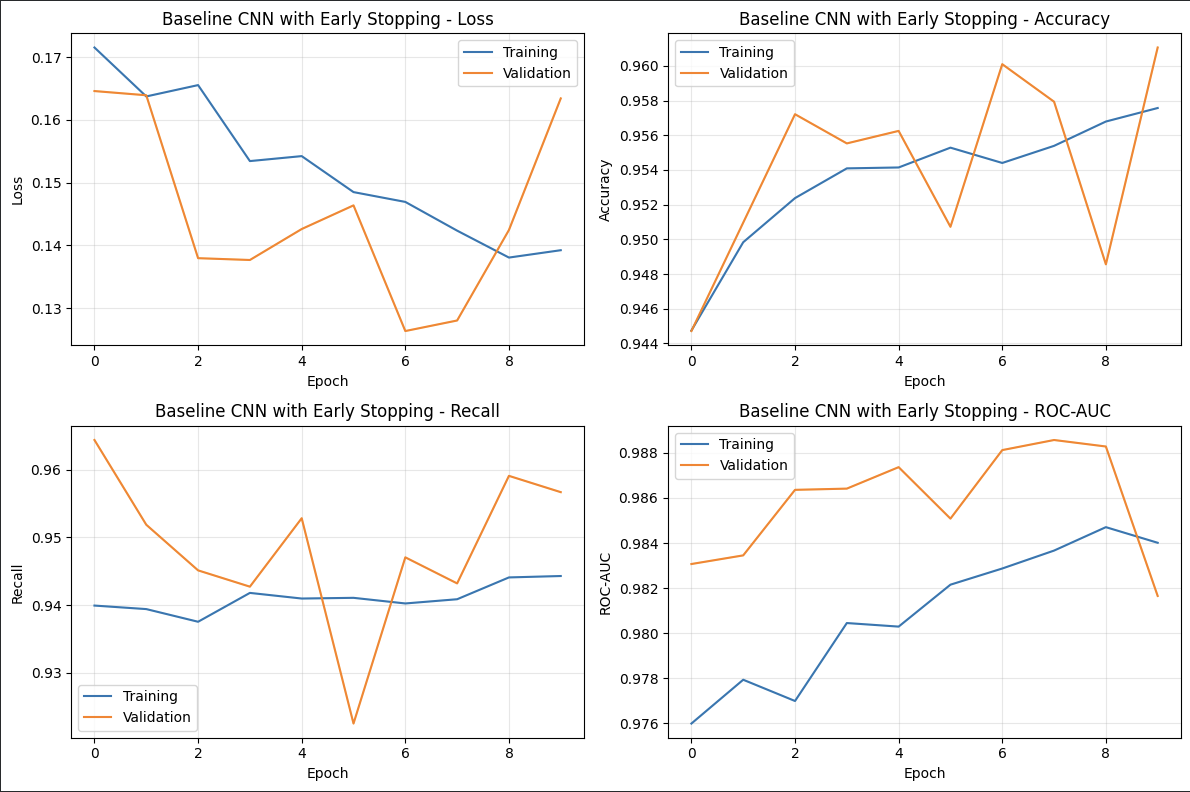 Baseline CNN with Early Stopping - Loss
0.17
0.16
0.15
0.14
0.13
Loss
0 2 4 6 8
Epoch
Training
Validation
Baseline CNN with Early Stopping - Accuracy
0.960
0.958
0.956
0.954
0.952
0.950
0.948
0.946
0.944
Accuracy
0 2 4 6 8
Epoch
Training
Validation
Baseline CNN with Early Stopping - Recall
0.96
0.95
0.94
0.93
Recall
0 2 4 6 8
Epoch
Training
Validation
Baseline CNN with Early Stopping - ROC-AUC
0.988
0.986
0.984
0.982
0.980
0.978
0.976
ROC-AUC
0 2 4 6 8
Epoch
Training
Validation